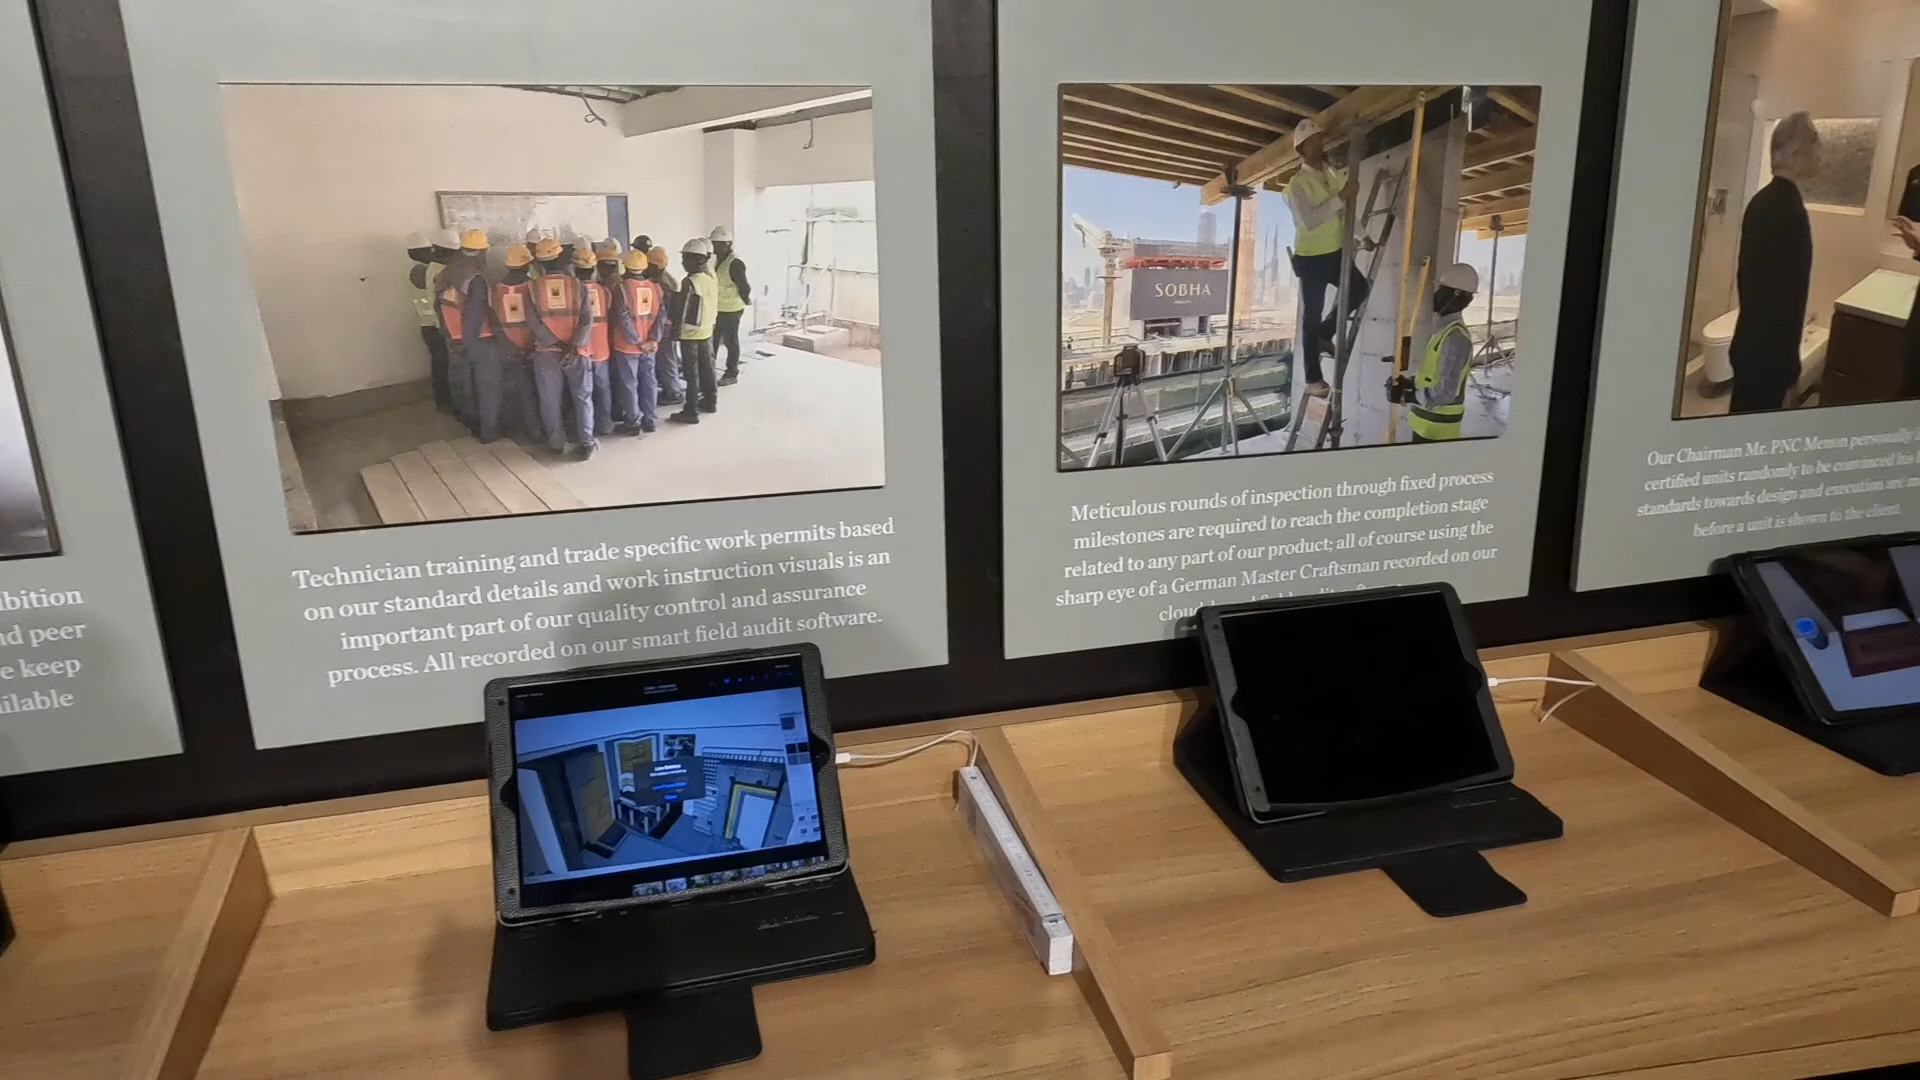 ibition
nd peer
e keep
ilable
Technician training and trade specific work permits based
on our standard details and work instruction visuals is an
important part of our quality control and assurance
process. All recorded on our smart field audit software.
SOBHA
Meticulous rounds of inspection through fixed process
milestones are required to reach the completion stage
related to any part of our product; all of course using the
sharp eye of a German Master Craftsman recorded on our
Our Chairman Mr. PNC Menon personally
certified units randomly to be convinced his
standards towards design and execution are
before a unit is shown to the client.
Low Battery